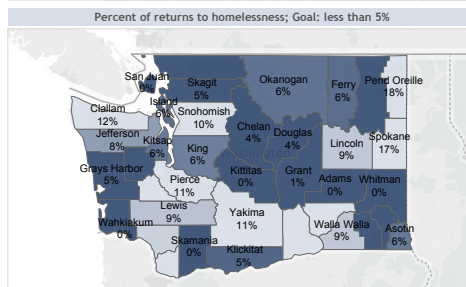 Percent of returns to homelessness; Goal: less than 5%
San Juan
0%
Skagit
5%
Okanogan
6%
Ferry
6%
Pend Oreille
18%
Island
6%
Clallam
12%
Snohomish
10%
Chelan
4%
Douglas
4%
Jefferson
8%
Kitsap
6%
King
6%
Washington
Lincoln
9%
Spokane
17%
Grays Harbor
5%
Kittitas
0%
Grant
1%
Adams
0%
Whitman
0%
Pierce
11%
Lewis
9%
Yakima
11%
Wahkiakum
0%
Skamania
0%
Klickitat
5%
Walla Walla
9%
Asotin
6%